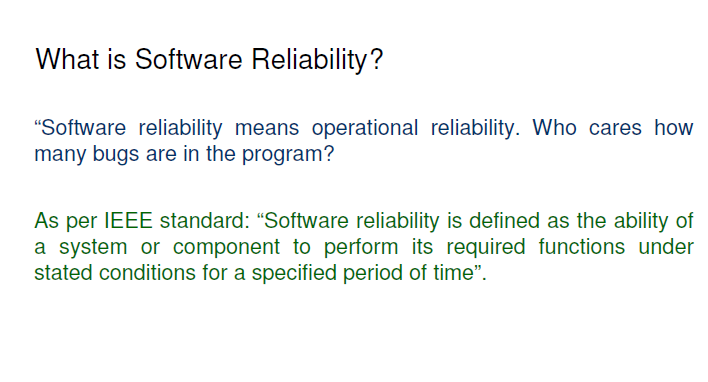 What is Software Reliability?
“Software reliability means operational reliability. Who cares how
many bugs are in the program?
As per IEEE standard: “Software reliability is defined as the ability of
a system or component to perform its required functions under
stated conditions for a specified period of time”.